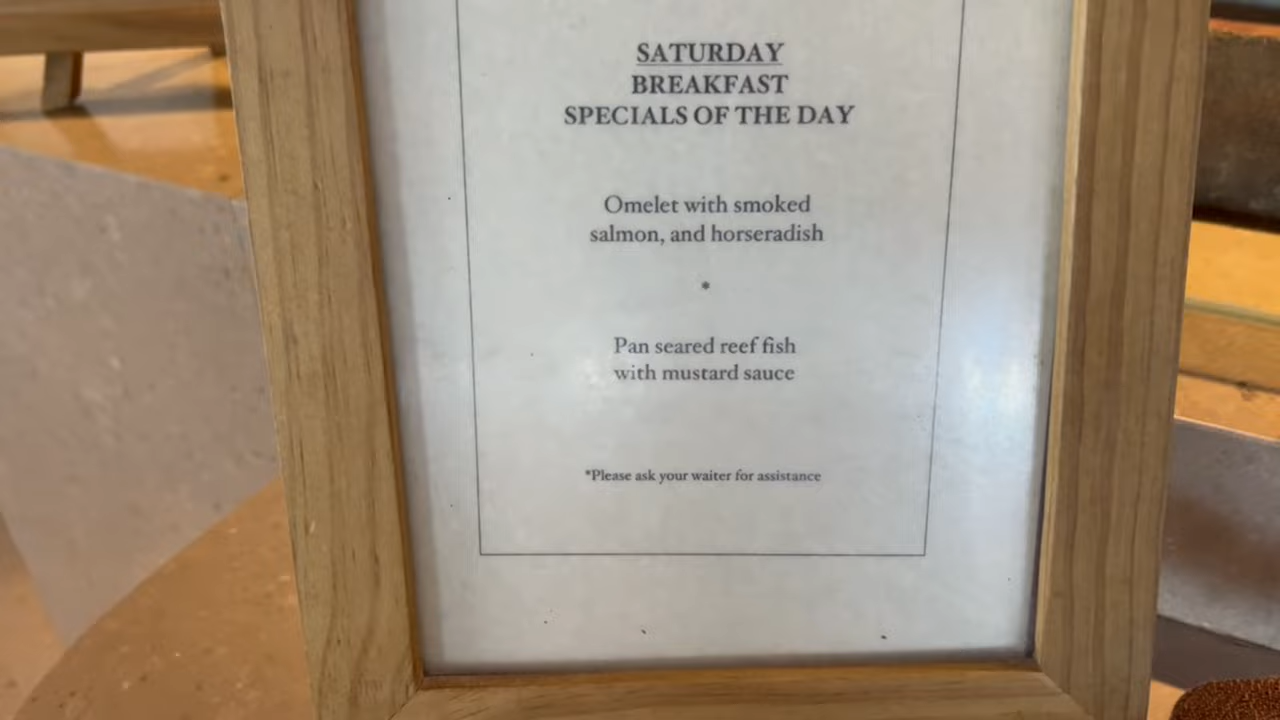 SATURDAY
BREAKFAST
SPECIALS OF THE DAY
Omelet with smoked
salmon, and horseradish
*
Pan seared reef fish
with mustard sauce
*Please ask your waiter for assistance